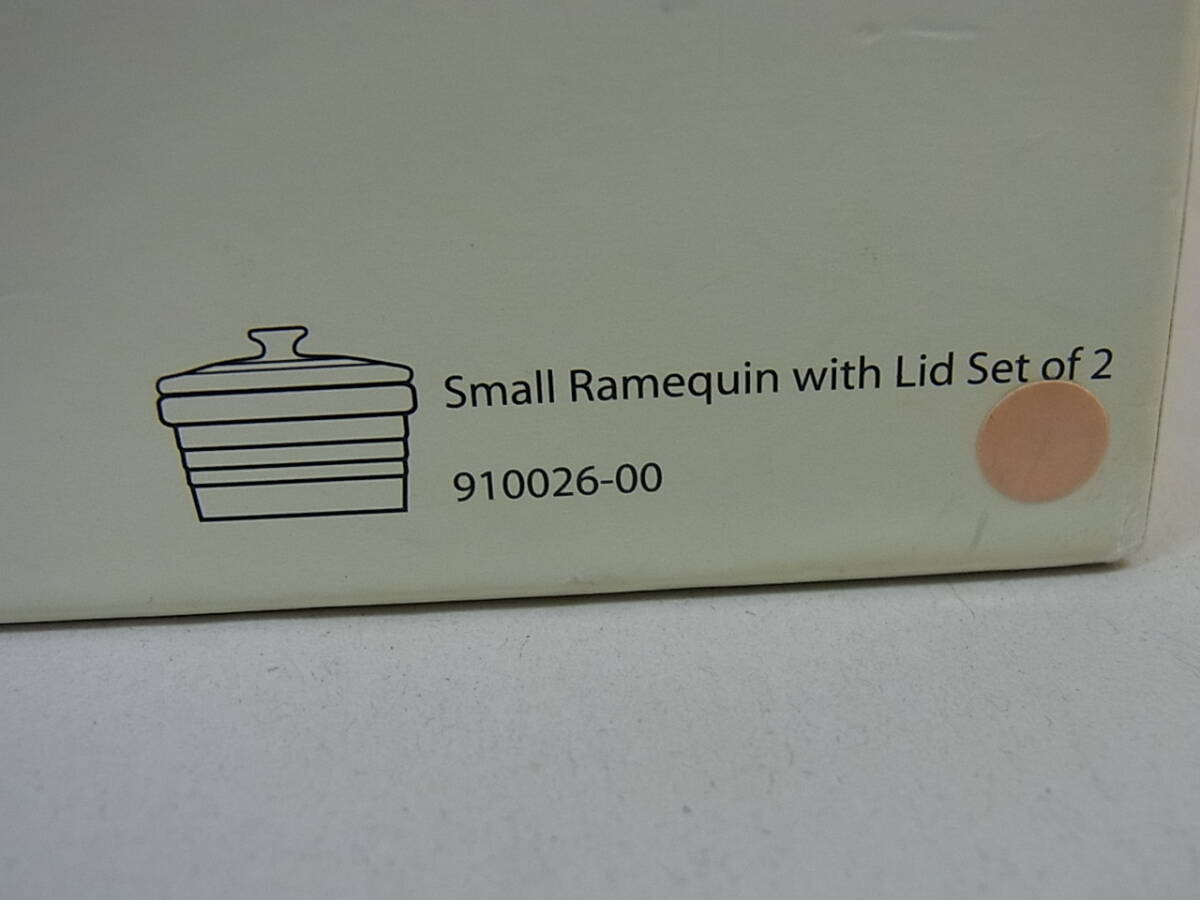 Small Ramequin with Lid Set of 2
910026-00